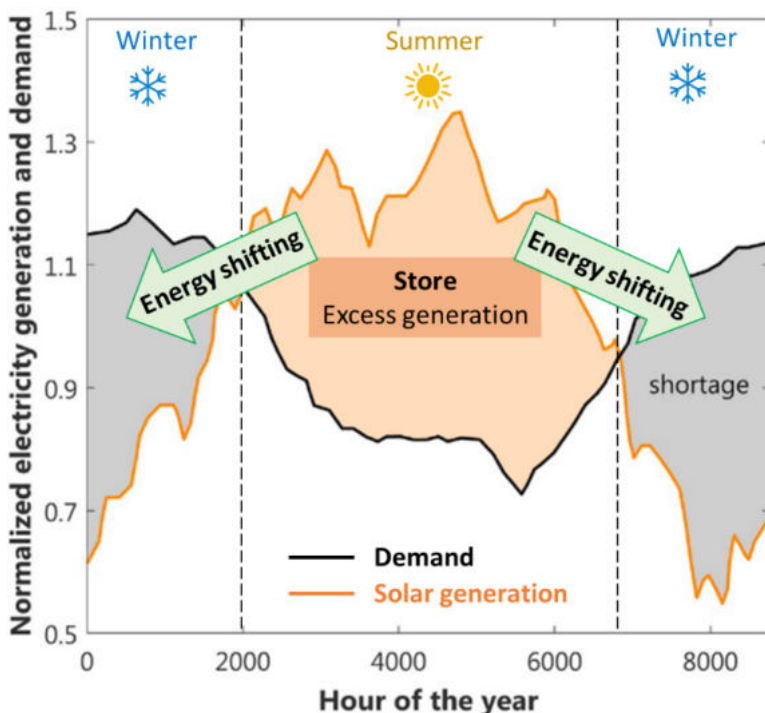 Winter
Summer
Winter
Normalized electricity generation and demand
1.5
1.3
1.1
0.9
0.7
0.5
Energy shifting
Energy shifting
Store
Excess generation
shortage
Demand
Solar generation
0
2000
4000
6000
8000
Hour of the year